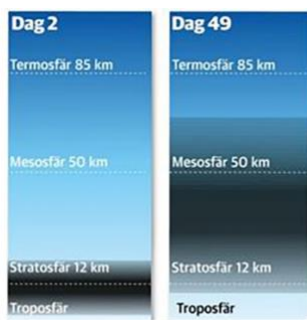 Dag 2
Termosfär 85 km
Mesosfär 50 km
Stratosfär 12 km
Troposfär
Dag 49
Termosfär 85 km
Mesosfär 50 km
Stratosfär 12 km
Troposfär